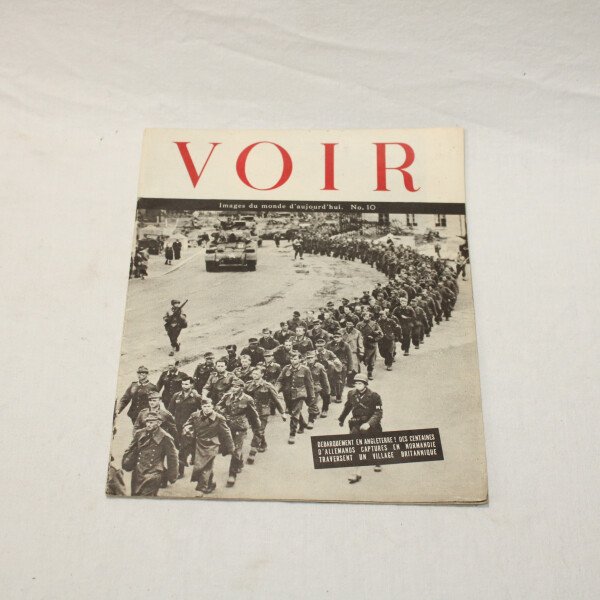 VOIR
Images du monde d'aujourd'hui. No. 10
DEBARQUEMENT EN ANGLETERRE! DES CENTAINES
D'ALLEMANDS CAPTURES EN NORMANDIE
TRAVERSENT UN VILLAGE BRITANNIQUE